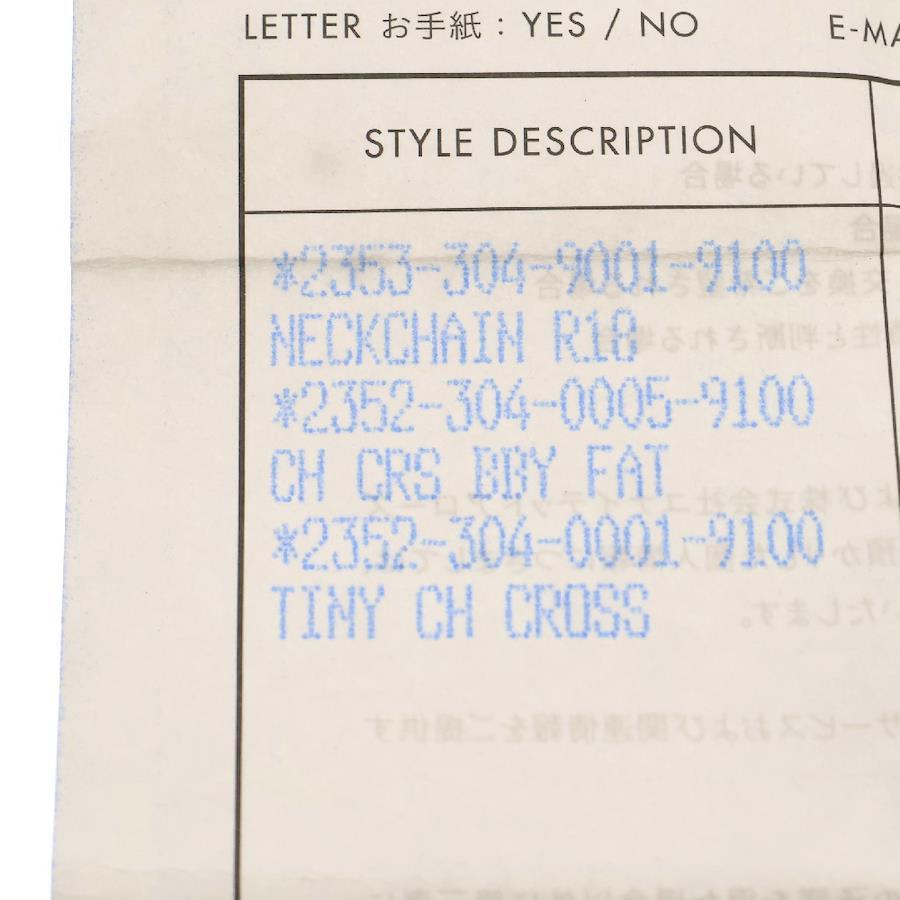 LETTER お手紙：YES / NO
E-MA
STYLE DESCRIPTION
*2353-304-9001-9100
NECKCHAIN R18
*2352-304-0005-9100
CH CRS BBY FAT
*2352-304-0001-9100
TINY CH CROSS